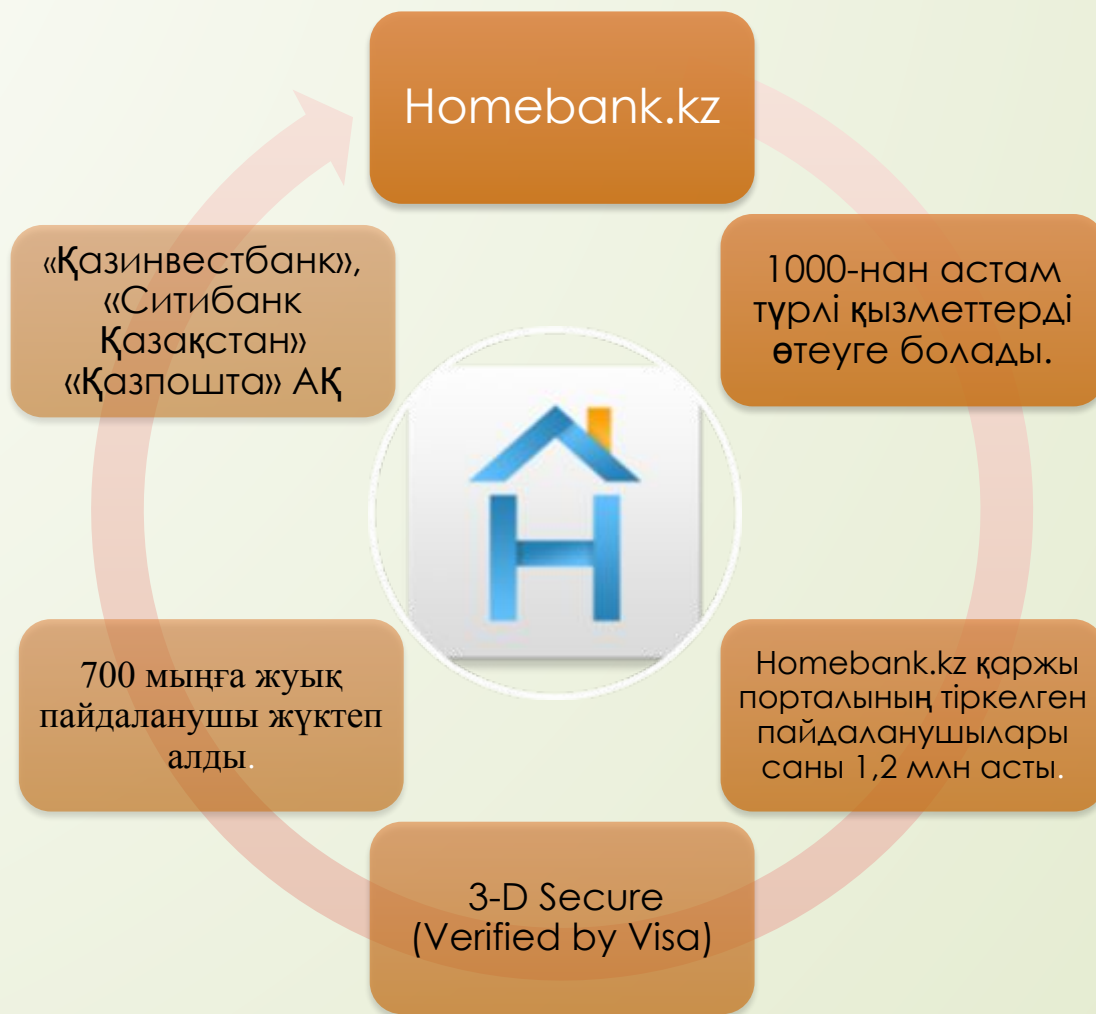 Homebank.kz
1000-нан астам
түрлі қызметтерді
өтеуге болады.
Homebank.kz қаржы
порталының тіркелген
пайдаланушылары
саны 1,2 млн асты.
3-D Secure
(Verified by Visa)
700 мыңға жуық
пайдаланушы жүктеп
алды.
«Қазинвестбанк»,
«Ситибанк
Қазақстан»
«Қазпошта» АҚ
H